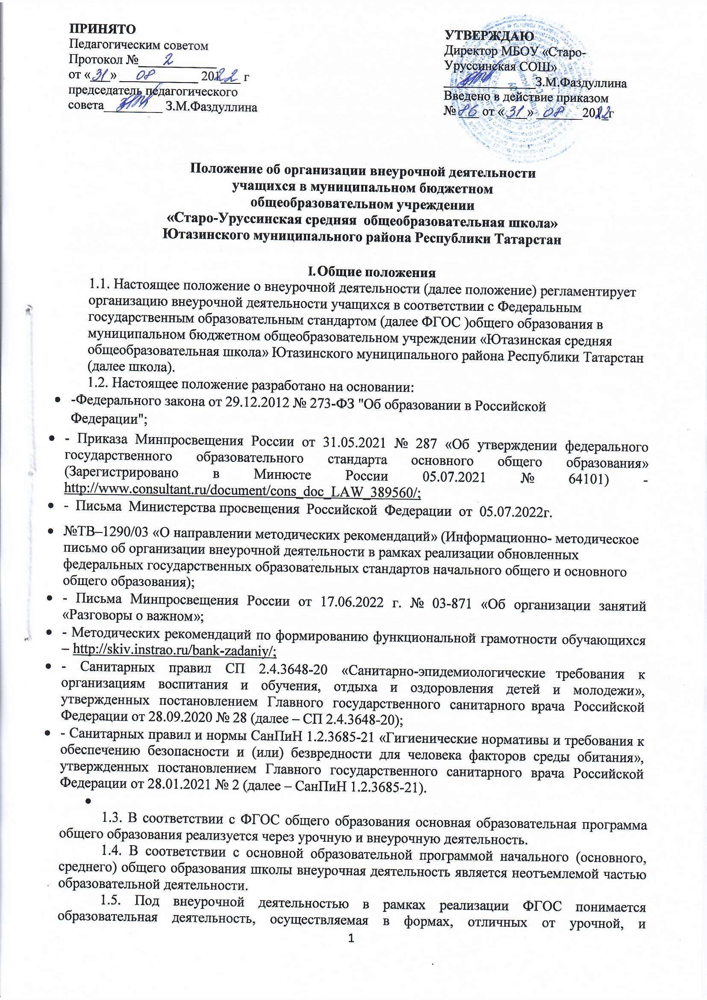 ПРИНЯТО
Педагогическим советом
Протокол №____2____
от «31» ____08____ 2012 2 г
председатель педагогического
совета_________ З.М.Фаздуллина
УТВЕРЖДАЮ
Директор МБОУ «Старо-
Уруссинская СОШ»
______________З.М.Фаздуллина
Введено в действие приказом
№ 86 от «31» ___08___2012 2г
Положение об организации внеурочной деятельности
учащихся в муниципальном бюджетном
общеобразовательном учреждении
«Старо-Уруссинская средняя общеобразовательная школа»
Ютазинского муниципального района Республики Татарстан
I.Общие положения
1.1. Настоящее положение о внеурочной деятельности (далее положение) регламентирует
организацию внеурочной деятельности учащихся в соответствии с Федеральным
государственным образовательным стандартом (далее ФГОС )общего образования в
муниципальном бюджетном общеобразовательном учреждении «Ютазинская средняя
общеобразовательная школа» Ютазинского муниципального района Республики Татарстан
(далее школа).
1.2. Настоящее положение разработано на основании:
• -Федерального закона от 29.12.2012 № 273-ФЗ "Об образовании в Российской
Федерации";
• - Приказа Минпросвещения России от 31.05.2021 № 287 «Об утверждении федерального
государственного образовательного стандарта основного общего образования»
(Зарегистрировано в Минюсте России 05.07.2021 № 64101) -
http://www.consultant.ru/document/cons_doc_LAW_389560/;
• - Письма Министерства просвещения Российской Федерации от 05.07.2022г.
• №ТВ–1290/03 «О направлении методических рекомендаций» (Информационно- методическое
письмо об организации внеурочной деятельности в рамках реализации обновленных
федеральных государственных образовательных стандартов начального общего и основного
общего образования);
• - Письма Минпросвещения России от 17.06.2022 г. № 03-871 «Об организации занятий
«Разговоры о важном»;
• - Методических рекомендаций по формированию функциональной грамотности обучающихся
– http://skiv.instrao.ru/bank-zadaniy/;
• - Санитарных правил СП 2.4.3648-20 «Санитарно-эпидемиологические требования к
организациям воспитания и обучения, отдыха и оздоровления детей и молодежи»,
утвержденных постановлением Главного государственного санитарного врача Российской
Федерации от 28.09.2020 № 28 (далее – СП 2.4.3648-20);
• - Санитарных правил и нормы СанПиН 1.2.3685-21 «Гигиенические нормативы и требования к
обеспечению безопасности и (или) безвредности для человека факторов среды обитания»,
утвержденных постановлением Главного государственного санитарного врача Российской
Федерации от 28.01.2021 № 2 (далее – СанПиН 1.2.3685-21).
•
1.3. В соответствии с ФГОС общего образования основная образовательная программа
общего образования реализуется через урочную и внеурочную деятельность.
1.4. В соответствии с основной образовательной программой начального (основного,
среднего) общего образования школы внеурочная деятельность является неотъемлемой частью
образовательной деятельности.
1.5. Под внеурочной деятельностью в рамках реализации ФГОС понимается
образовательная деятельность, осуществляемая в формах, отличных от урочной, и
1